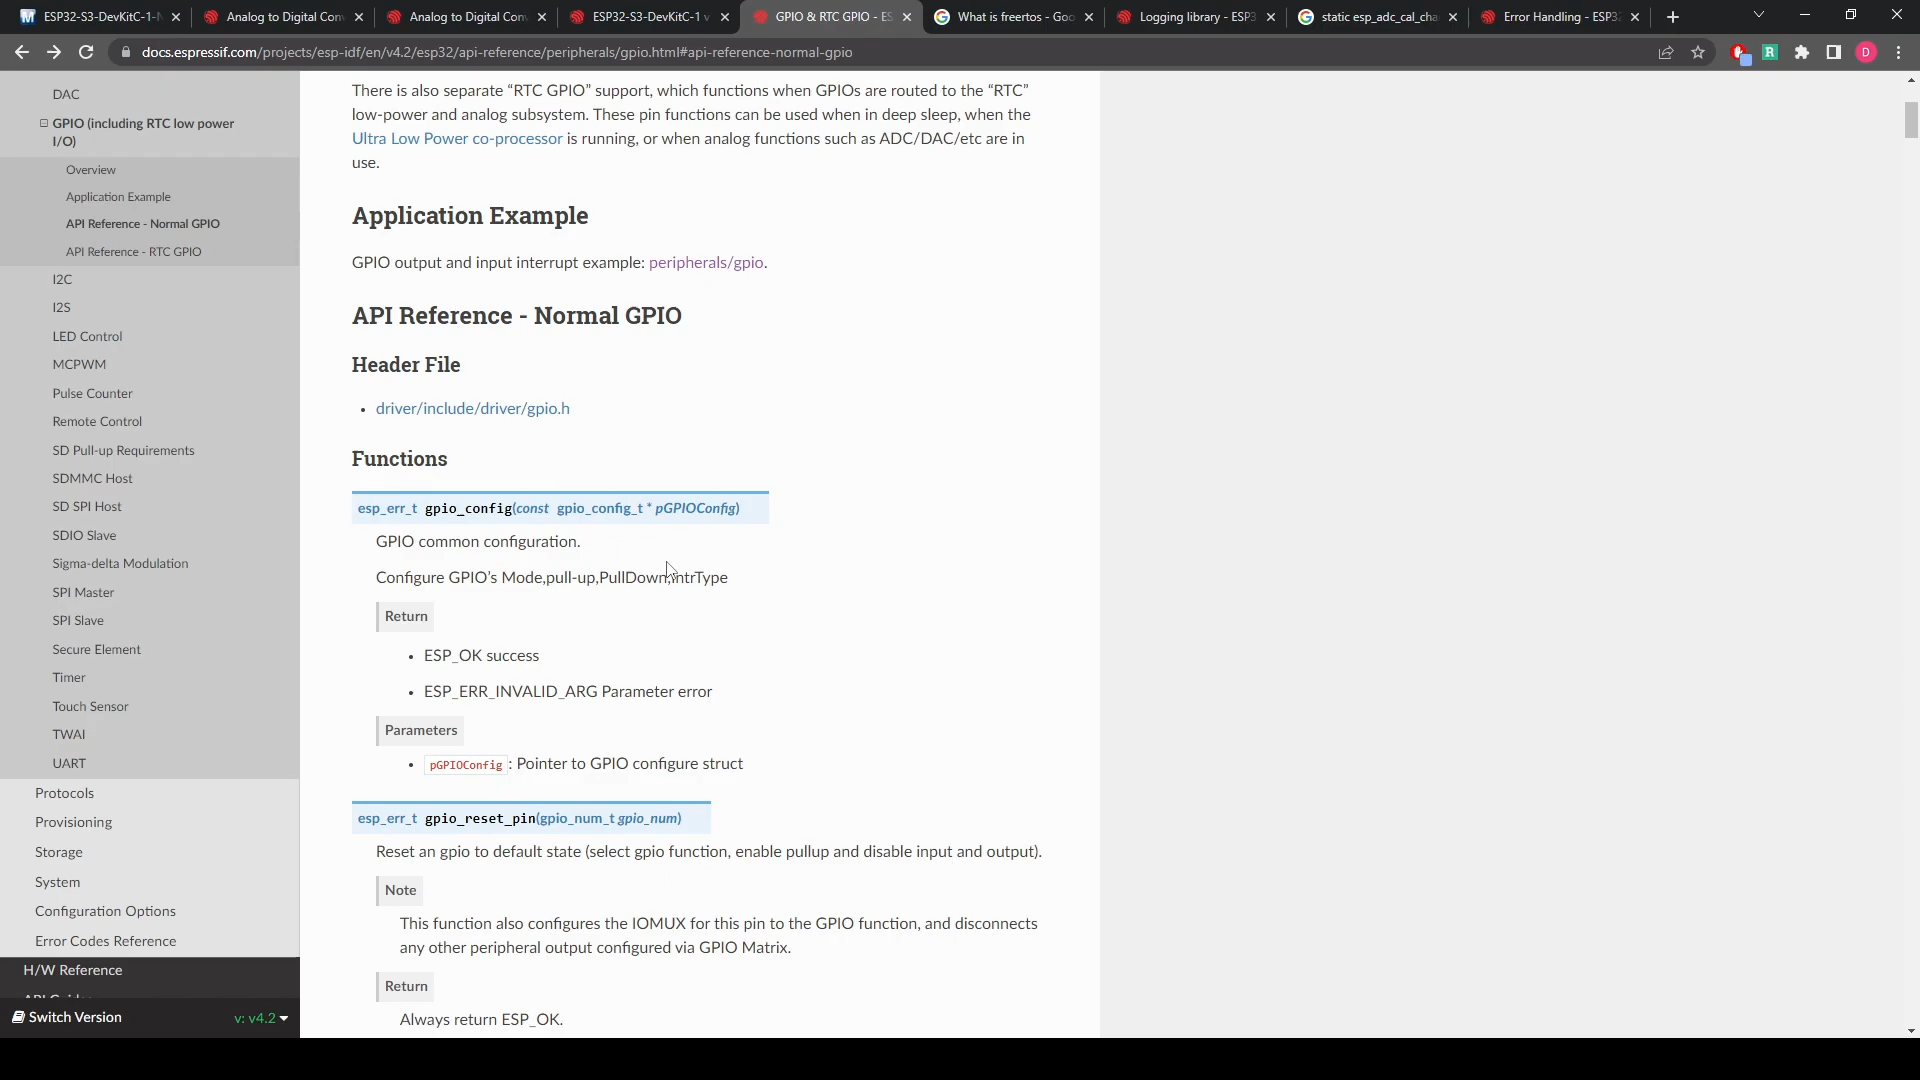 ESP32-S3-DevKitC-1-N
Analog to Digital Con
Analog to Digital Con
ESP32-S3-DevKitC-1 v
GPIO & RTC GPIO - ES
What is freertos - Goo
Logging library - ESP3
static esp_adc_cal_cha
Error Handling - ESP32
docs.espressif.com/projects/esp-idf/en/v4.2/esp32/api-reference/peripherals/gpio.html#api-reference-normal-gpio
R
D
DAC
GPIO (including RTC low power
I/O)
Overview
Application Example
API Reference - Normal GPIO
API Reference - RTC GPIO
I2C
I2S
LED Control
MCPWM
Pulse Counter
Remote Control
SD Pull-up Requirements
SDMMC Host
SD SPI Host
SDIO Slave
Sigma-delta Modulation
SPI Master
SPI Slave
Secure Element
Timer
Touch Sensor
TWAI
UART
Protocols
Provisioning
Storage
System
Configuration Options
Error Codes Reference
H/W Reference
Switch Version
v: v4.2
There is also separate “RTC GPIO” support, which functions when GPIOs are routed to the “RTC”
low-power and analog subsystem. These pin functions can be used when in deep sleep, when the
Ultra Low Power co-processor is running, or when analog functions such as ADC/DAC/etc are in
use.
Application Example
GPIO output and input interrupt example: peripherals/gpio.
API Reference - Normal GPIO
Header File
• driver/include/driver/gpio.h
Functions
esp_err_t gpio_config(const gpio_config_t * pGPIOConfig)
GPIO common configuration.
Configure GPIO’s Mode,pull-up,PullDown,IntrType
Return
• ESP_OK success
• ESP_ERR_INVALID_ARG Parameter error
Parameters
• pGPIOConfig : Pointer to GPIO configure struct
esp_err_t gpio_reset_pin(gpio_num_t gpio_num)
Reset an gpio to default state (select gpio function, enable pullup and disable input and output).
Note
This function also configures the IOMUX for this pin to the GPIO function, and disconnects
any other peripheral output configured via GPIO Matrix.
Return
Always return ESP_OK.